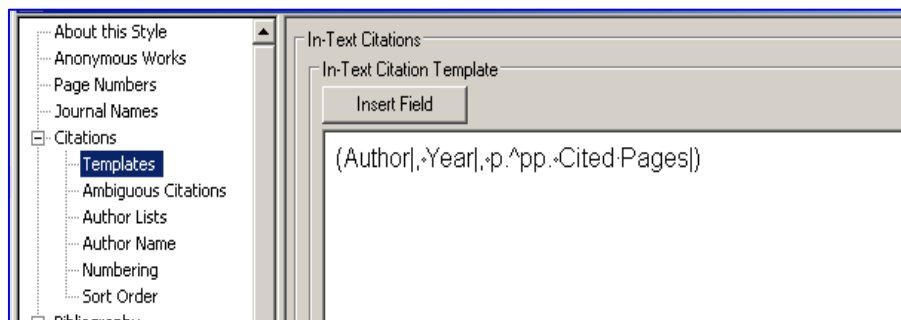 About this Style
Anonymous Works
Page Numbers
Journal Names
Citations
Templates
Ambiguous Citations
Author Lists
Author Name
Numbering
Sort Order
Bibliography
In-Text Citations
In-Text Citation Template
Insert Field
(Author|,·Year|,·p.^pp.·Cited·Pages|)